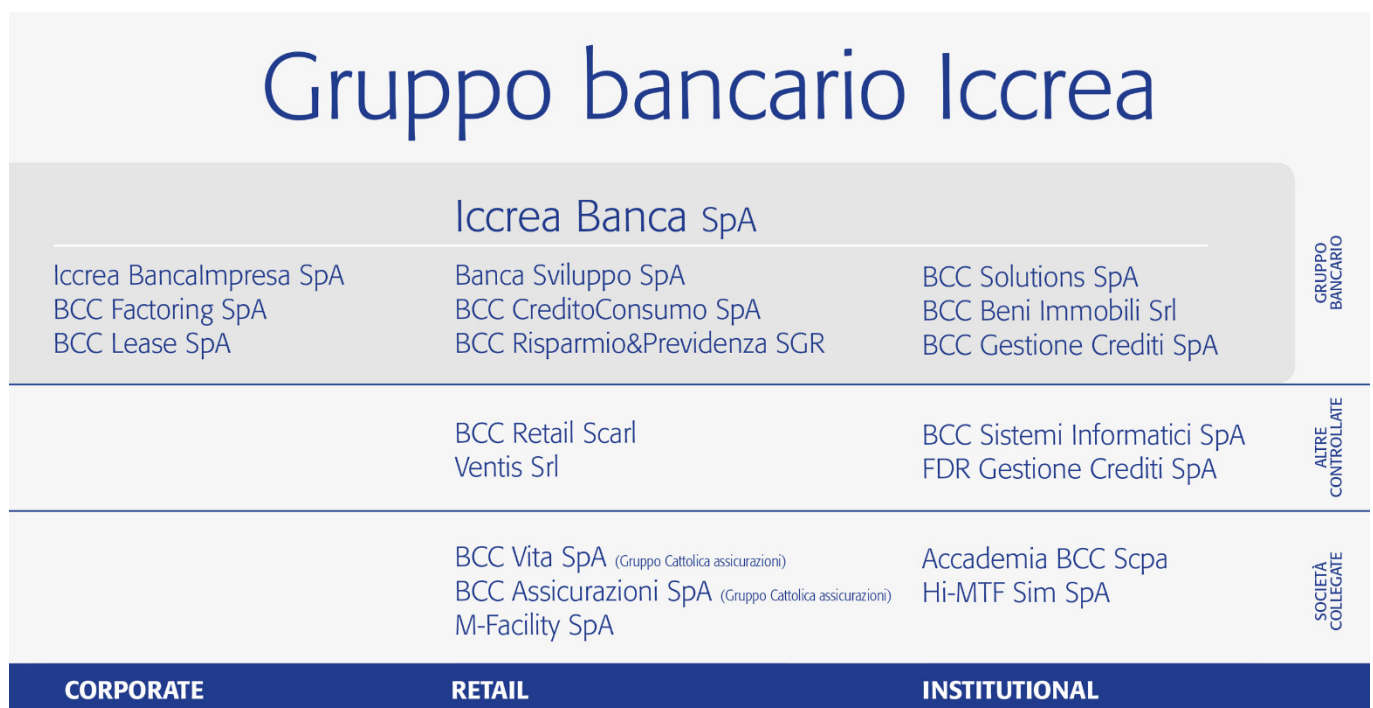 Gruppo bancario Iccrea
Iccrea Banca SpA
Iccrea BancaImpresa SpA
BCC Factoring SpA
BCC Lease SpA
Banca Sviluppo SpA
BCC CreditoConsumo SpA
BCC Risparmio&Previdenza SGR
BCC Solutions SpA
BCC Beni Immobili Srl
BCC Gestione Crediti SpA
GRUPPO
BANCARIO
BCC Retail Scarl
Ventis Srl
BCC Sistemi Informatici SpA
FDR Gestione Crediti SpA
ALTRE
CONTROLLATE
BCC Vita SpA (Gruppo Cattolica assicurazioni)
BCC Assicurazioni SpA (Gruppo Cattolica assicurazioni)
M-Facility SpA
Accademia BCC Scpa
Hi-MTF Sim SpA
SOCIETÀ
COLLEGATE
CORPORATE
RETAIL
INSTITUTIONAL